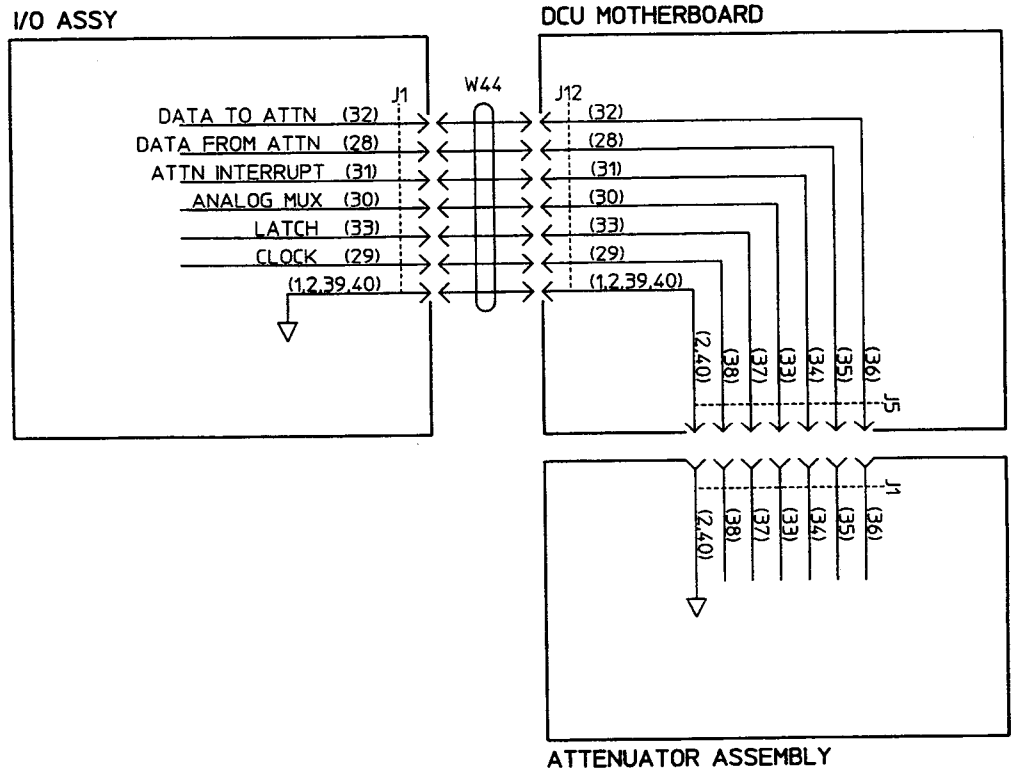 I/O ASSY
DCU MOTHERBOARD
J1
W44
J12
DATA TO ATTN (32)
(32)
DATA FROM ATTN (28)
(28)
ATTN INTERRUPT (31)
(31)
ANALOG MUX (30)
(30)
LATCH (33)
(33)
CLOCK (29)
(29)
(1,2,39,40)
(1,2,39,40)
(2,40)
(38)
(37)
(33)
(34)
(35)
(36)
J5
J1
(2,40)
(38)
(37)
(33)
(34)
(35)
(36)
ATTENUATOR ASSEMBLY